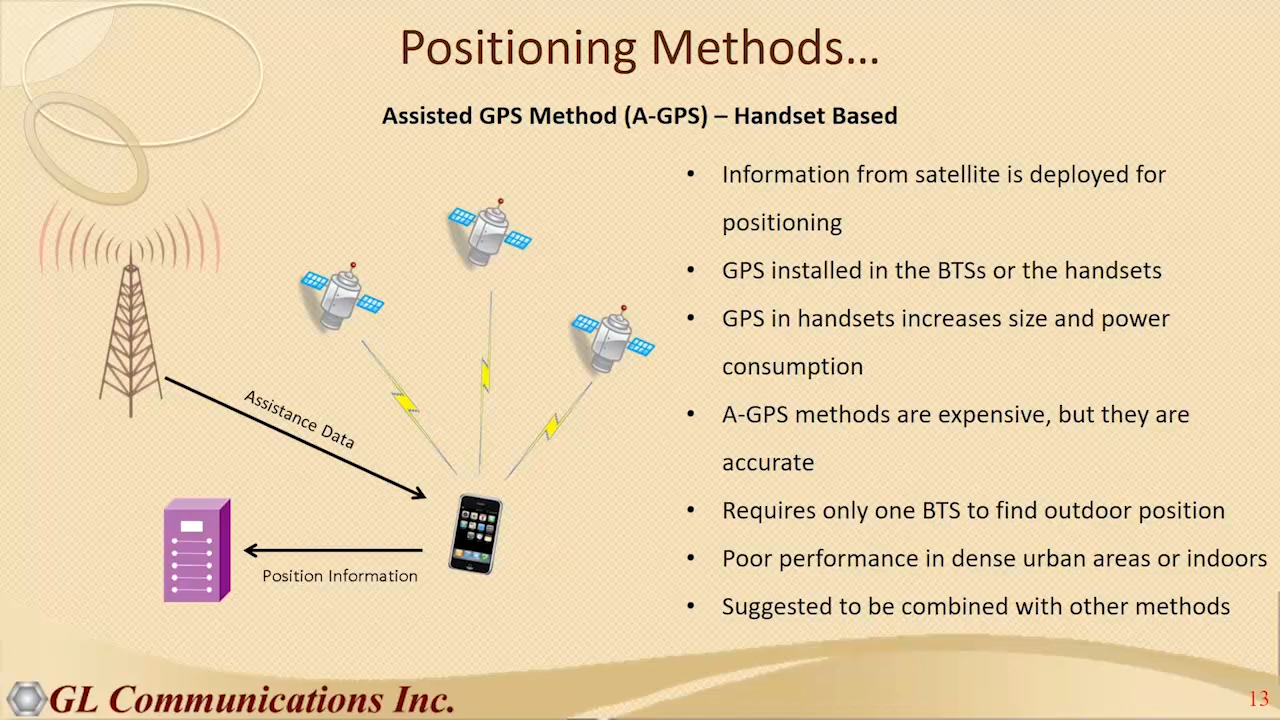 Positioning Methods...
Assisted GPS Method (A-GPS) – Handset Based
• Information from satellite is deployed for
positioning
• GPS installed in the BTSs or the handsets
• GPS in handsets increases size and power
consumption
• A-GPS methods are expensive, but they are
accurate
• Requires only one BTS to find outdoor position
• Poor performance in dense urban areas or indoors
• Suggested to be combined with other methods
Assistance Data
Position Information
GL Communications Inc.
13